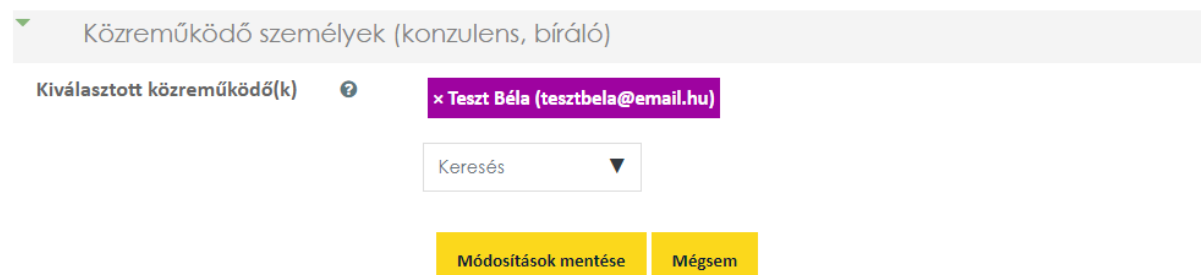 Közreműködő személyek (konzulens, bíráló)
Kiválasztott közreműködő(k)
× Teszt Béla (tesztbela@email.hu)
Keresés
Módosítások mentése
Mégsem